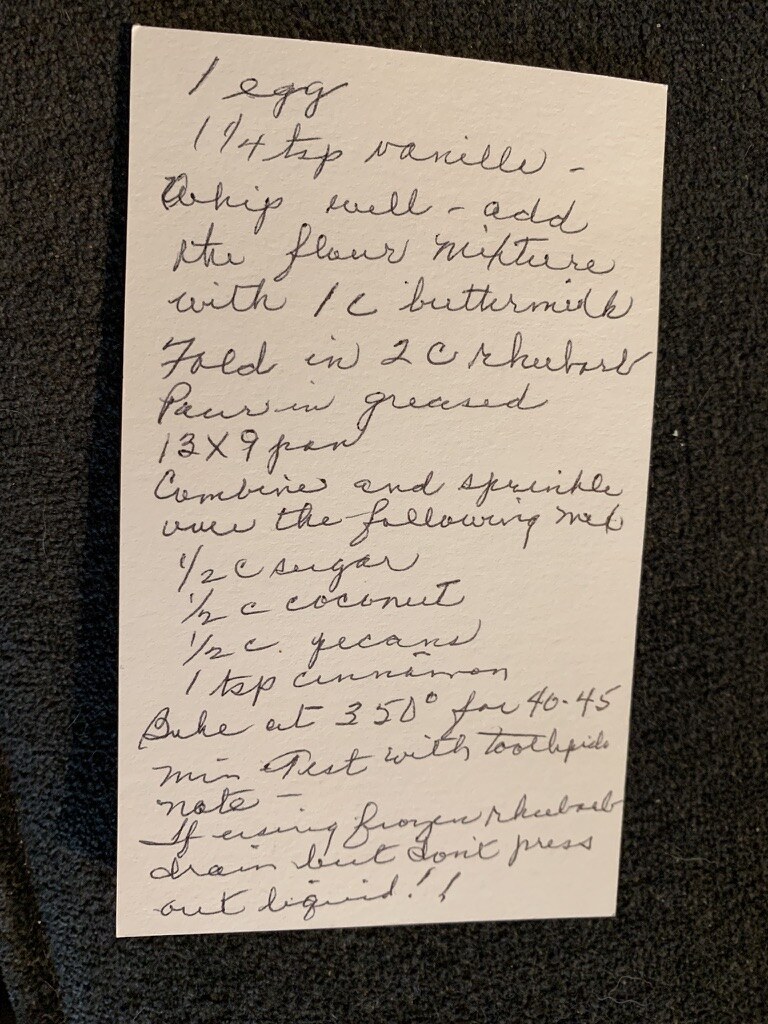 1 egg
1 1/4 tsp vanilla -
Whip well - add
the flour mixture
with 1 c buttermilk
Fold in 2 C rhubarb
Pour in greased
13 X 9 pan
Combine and sprinkle
over the following mix
1/2 C sugar
1/2 c coconut
1/2 c. pecans
1 tsp cinnamon
Bake at 350° for 40-45
min Test with toothpick
note -
If using frozen rhubarb
drain but don't press
out liquid!!